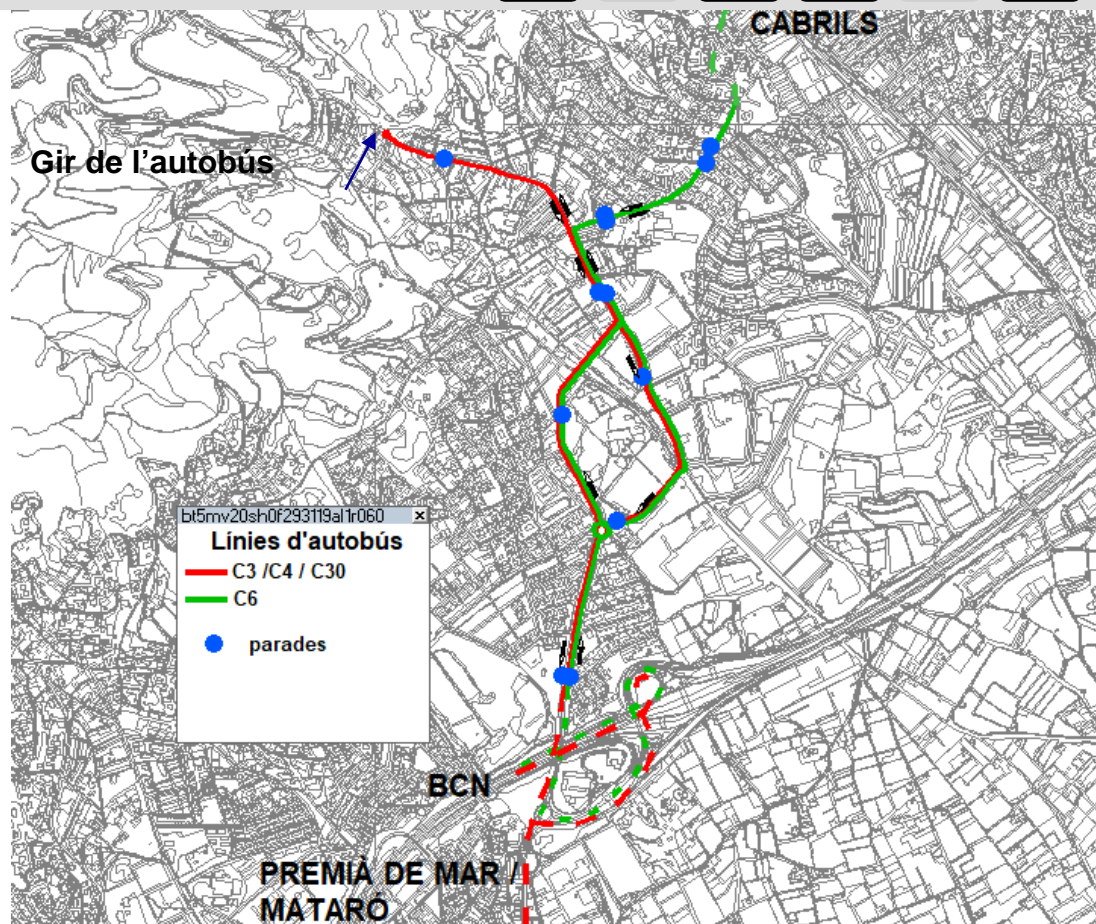 CABRILS
Gir de l'autobús
bt5mv20sh0f293119al1r060
Línies d'autobús
C3 /C4 / C30
C6
parades
BCN
PREMIÀ DE MAR /
MATARÓ